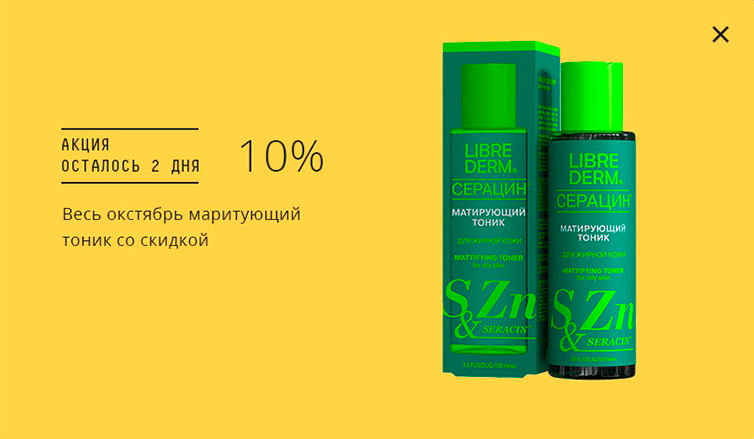 АКЦИЯ
ОСТАЛОСЬ 2 ДНЯ
10%
Весь окстябрь маритующий
тоник со скидкой
LIBRE
DERM®
СЕРАЦИН
МАТИРУЮЩИЙ
ТОНИК
ДЛЯ ЖИРНОЙ КОЖИ
MATTIFYING TONER
for oily skin
S Zn
& SERACIN
LIBRE
DERM®
СЕРАЦИН
МАТИРУЮЩИЙ
ТОНИК
ДЛЯ ЖИРНОЙ КОЖИ
MATTIFYING TONER
for oily skin
S Zn
& SERACIN